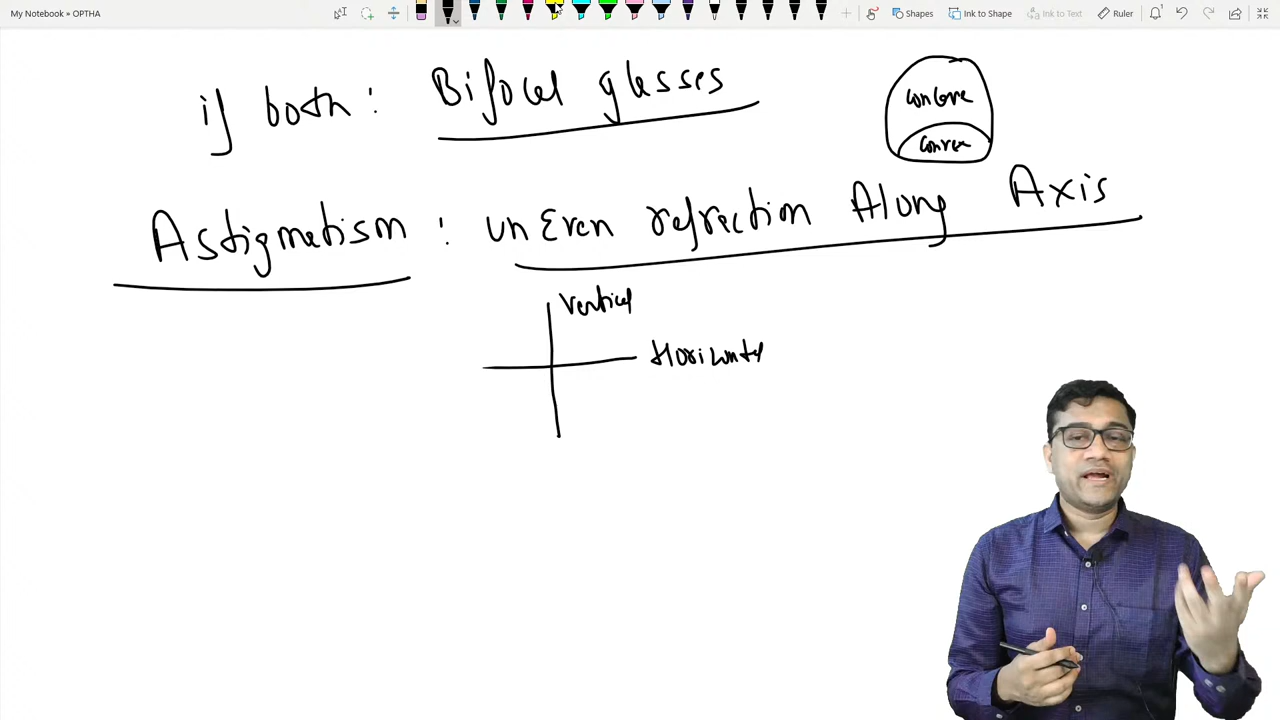 My Notebook » OPTHA
Shapes Ink to Shape Ink to Text Ruler
if both : Bifocal glasses
concave
convex
Astigmatism : unEven refraction Along Axis
vertical
Horizontal